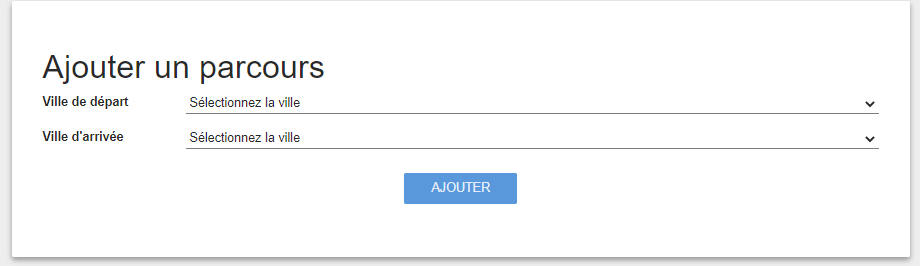 Ajouter un parcours
Ville de départ Sélectionnez la ville
Ville d'arrivée Sélectionnez la ville
AJOUTER